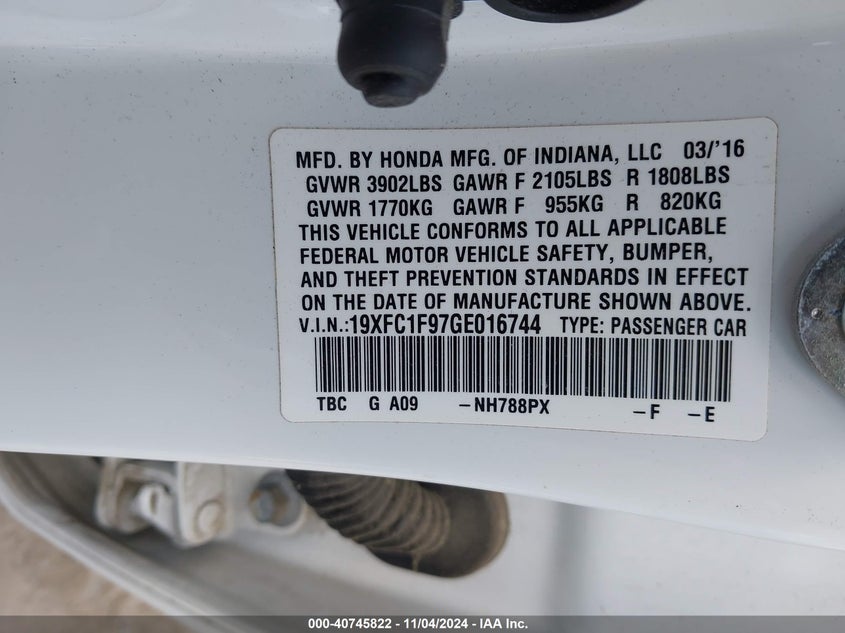 MFD. BY HONDA MFG. OF INDIANA, LLC 03/'16
GVWR 3902LBS GAWR F 2105LBS R 1808LBS
GVWR 1770KG GAWR F 955KG R 820KG
THIS VEHICLE CONFORMS TO ALL APPLICABLE
FEDERAL MOTOR VEHICLE SAFETY, BUMPER,
AND THEFT PREVENTION STANDARDS IN EFFECT
ON THE DATE OF MANUFACTURE SHOWN ABOVE.
V.I.N.:19XFC1F97GE016744 TYPE: PASSENGER CAR
TBC G A09 -NH788PX -F -E
000-40745822 - 11/04/2024 - IAA Inc.